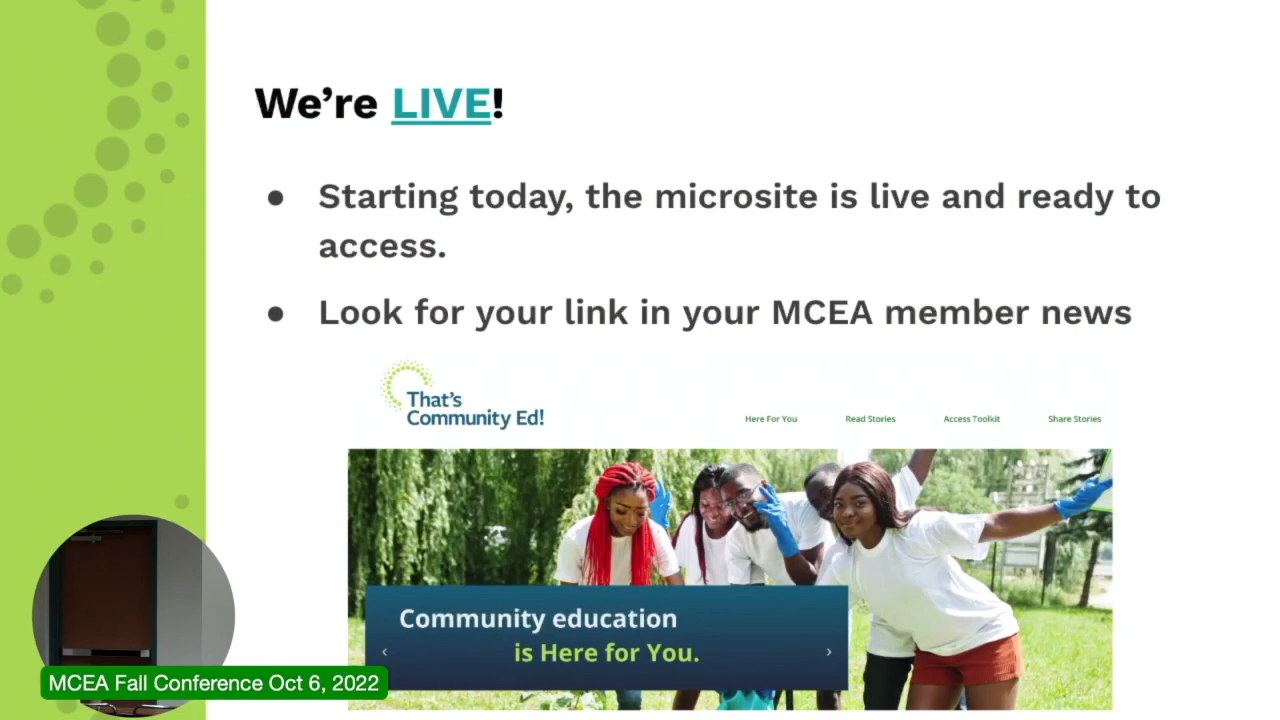 We're LIVE!
● Starting today, the microsite is live and ready to
access.
● Look for your link in your MCEA member news
That's
Community Ed!
Here For You Read Stories Access Toolkit Share Stories
Community education
is Here for You.
‹ ›
MCEA Fall Conference Oct 6, 2022